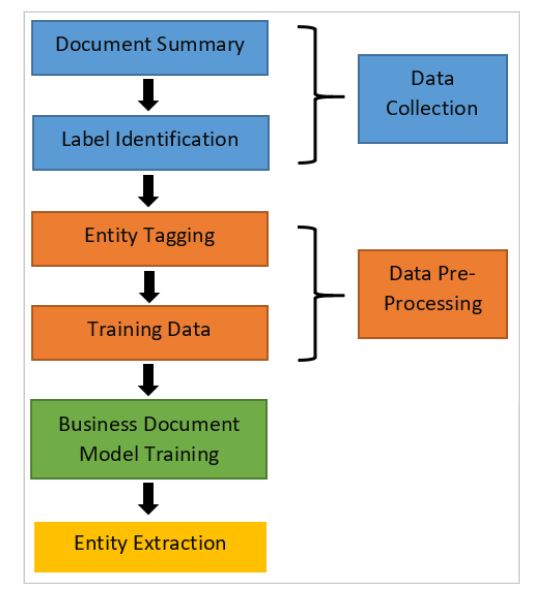 Document Summary
Data
Collection
Label Identification
Entity Tagging
Data Pre-
Processing
Training Data
Business Document
Model Training
Entity Extraction